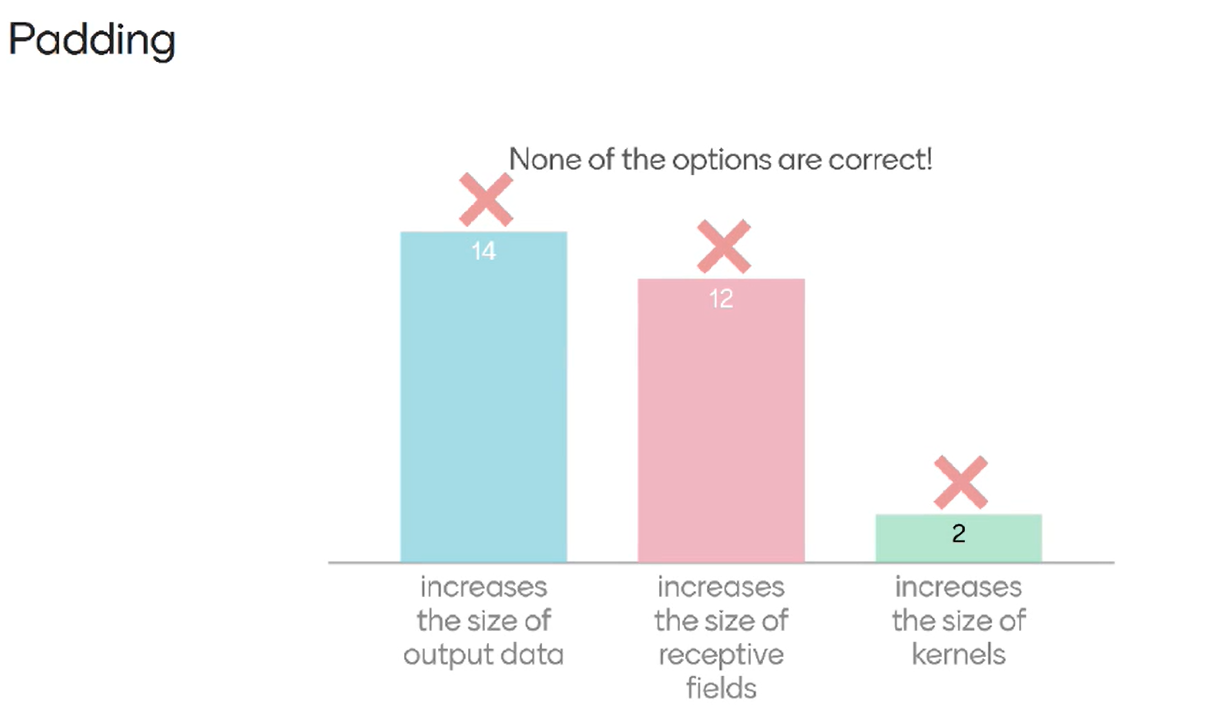 Padding
None of the options are correct!
14
12
2
increases
the size of
output data
increases
the size of
receptive
fields
increases
the size of
kernels